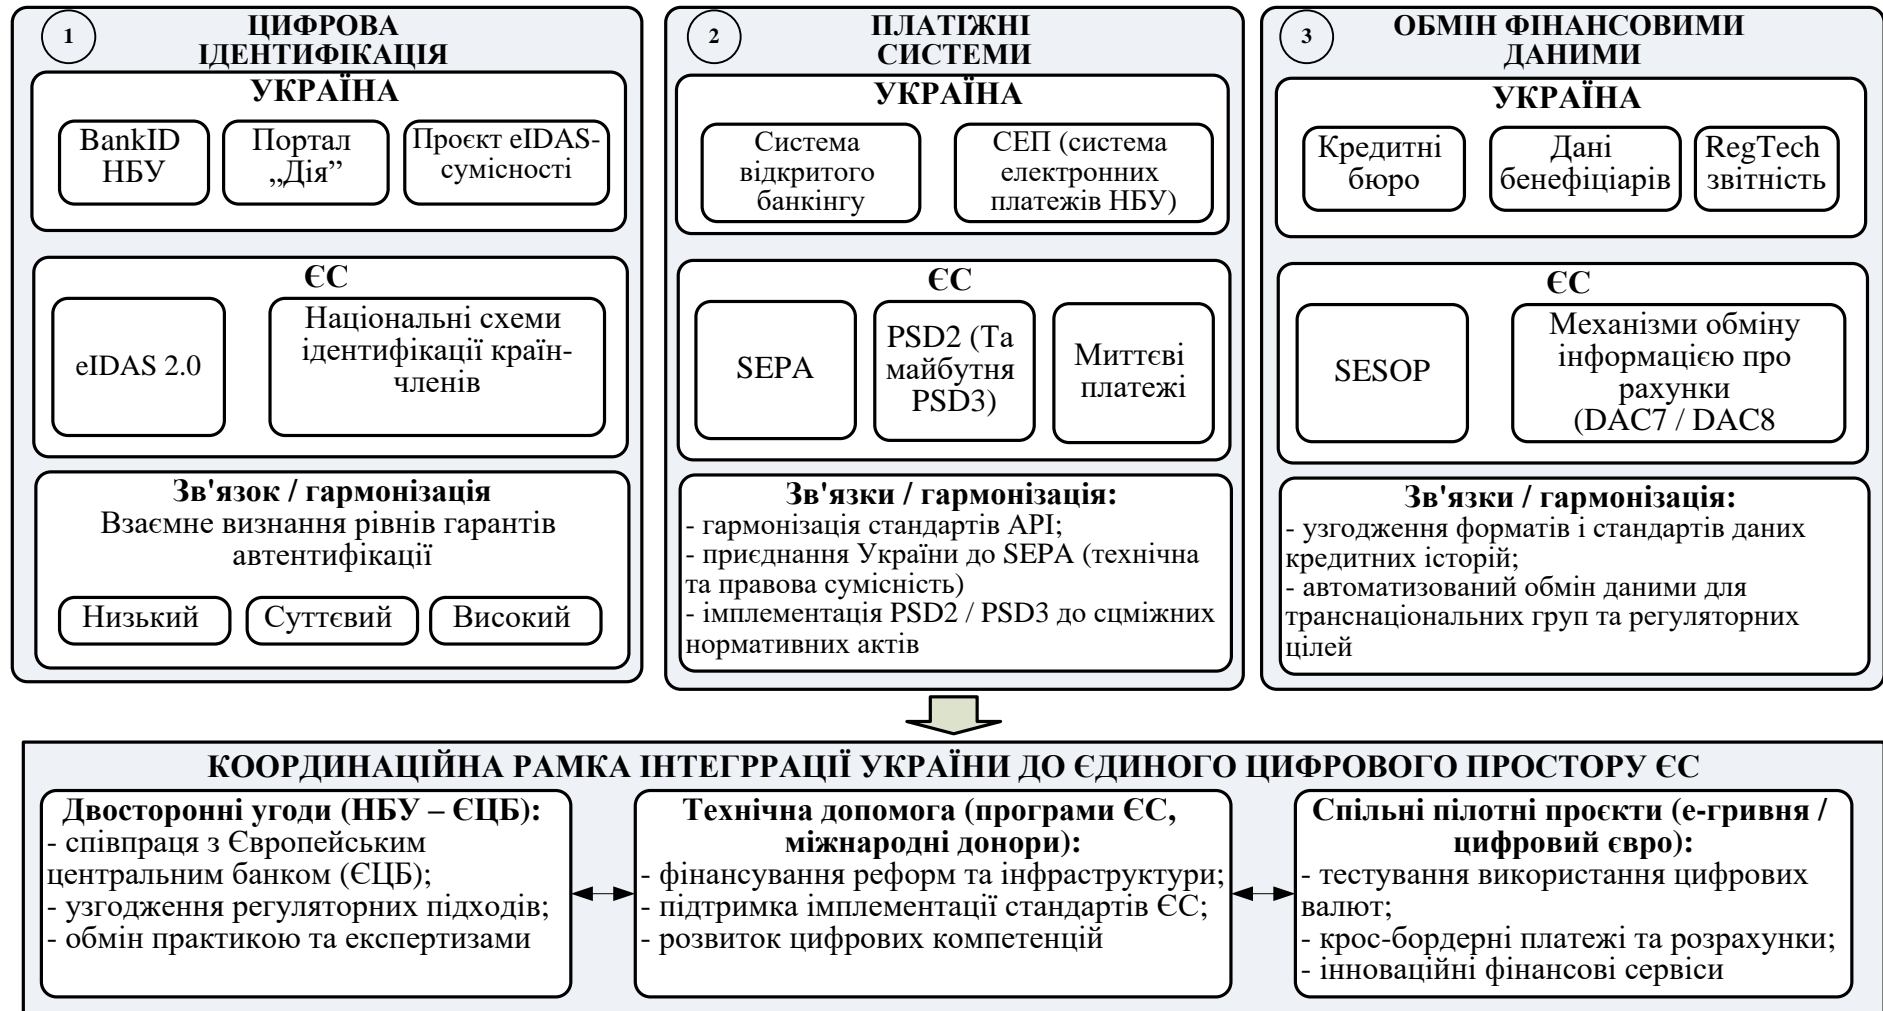 1
ЦИФРОВА
ІДЕНТИФІКАЦІЯ
УКРАЇНА
BankID
НБУ
Портал
„Дія”
Проєкт eIDAS-
сумісності
ЄС
eIDAS 2.0
Національні схеми
ідентифікації країн-
членів
Зв'язок / гармонізація
Взаємне визнання рівнів гарантів
автентифікації
Низький
Суттєвий
Високий
2
ПЛАТІЖНІ
СИСТЕМИ
УКРАЇНА
Система
відкритого
банкінгу
СЕП (система
електронних
платежів НБУ)
ЄС
SEPA
PSD2 (Та
майбутня
PSD3)
Миттєві
платежі
Зв'язки / гармонізація:
- гармонізація стандартів API;
- приєднання України до SEPA (технічна
та правова сумісність)
- імплементація PSD2 / PSD3 до сцміжних
нормативних актів
3
ОБМІН ФІНАНСОВИМИ
ДАНИМИ
УКРАЇНА
Кредитні
бюро
Дані
бенефіціарів
RegTech
звітність
ЄС
SESOP
Механізми обміну
інформацією про
рахунки
(DAC7 / DAC8
Зв'язки / гармонізація:
- узгодження форматів і стандартів даних
кредитних історій;
- автоматизований обмін даними для
транснаціональних груп та регуляторних
цілей
КООРДИНАЦІЙНА РАМКА ІНТЕГРРАЦІЇ УКРАЇНИ ДО ЄДИНОГО ЦИФРОВОГО ПРОСТОРУ ЄС
Двосторонні угоди (НБУ – ЄЦБ):
- співпраця з Європейським
центральним банком (ЄЦБ);
- узгодження регуляторних підходів;
- обмін практикою та експертизами
Технічна допомога (програми ЄС,
міжнародні донори):
- фінансування реформ та інфраструктури;
- підтримка імплементації стандартів ЄС;
- розвиток цифрових компетенцій
Спільні пілотні проєкти (е-гривня /
цифровий євро):
- тестування використання цифрових
валют;
- крос-бордерні платежі та розрахунки;
- інноваційні фінансові сервіси